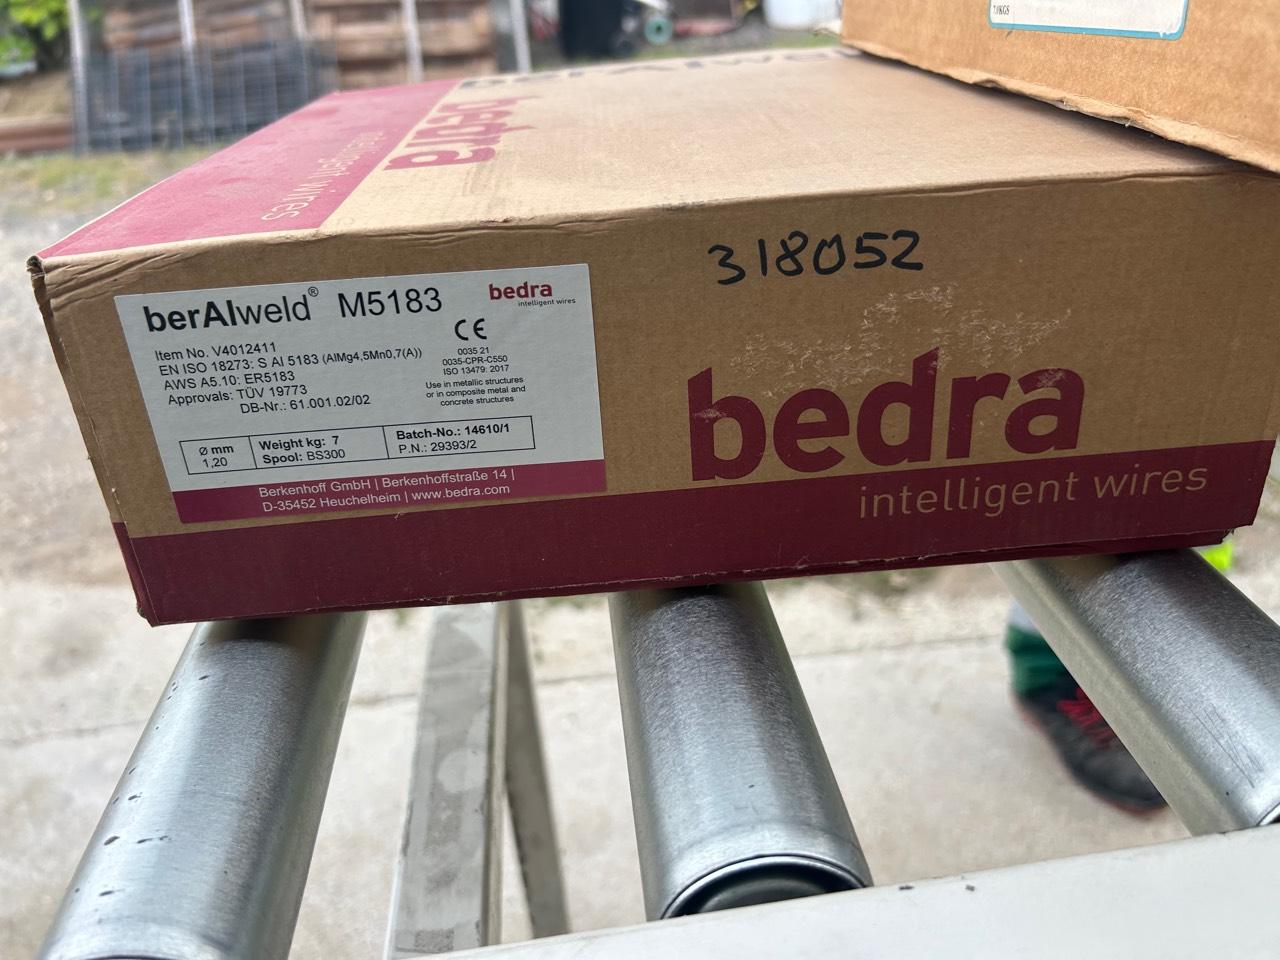 7.0KGS
bedra
intelligent wires
318052
berAlweld® M5183
bedra
intelligent wires
Item No. V4012411
EN ISO 18273: S Al 5183 (AlMg4,5Mn0,7(A))
AWS A5.10: ER5183
Approvals: TÜV 19773
DB-Nr.: 61.001.02/02
CE
0035 21
0035-CPR-C550
ISO 13479: 2017
Use in metallic structures
or in composite metal and
concrete structures
Ø mm
1,20
Weight kg: 7
Spool: BS300
Batch-No.: 14610/1
P.N.: 29393/2
Berkenhoff GmbH | Berkenhoffstraße 14 |
D-35452 Heuchelheim | www.bedra.com
bedra
intelligent wires